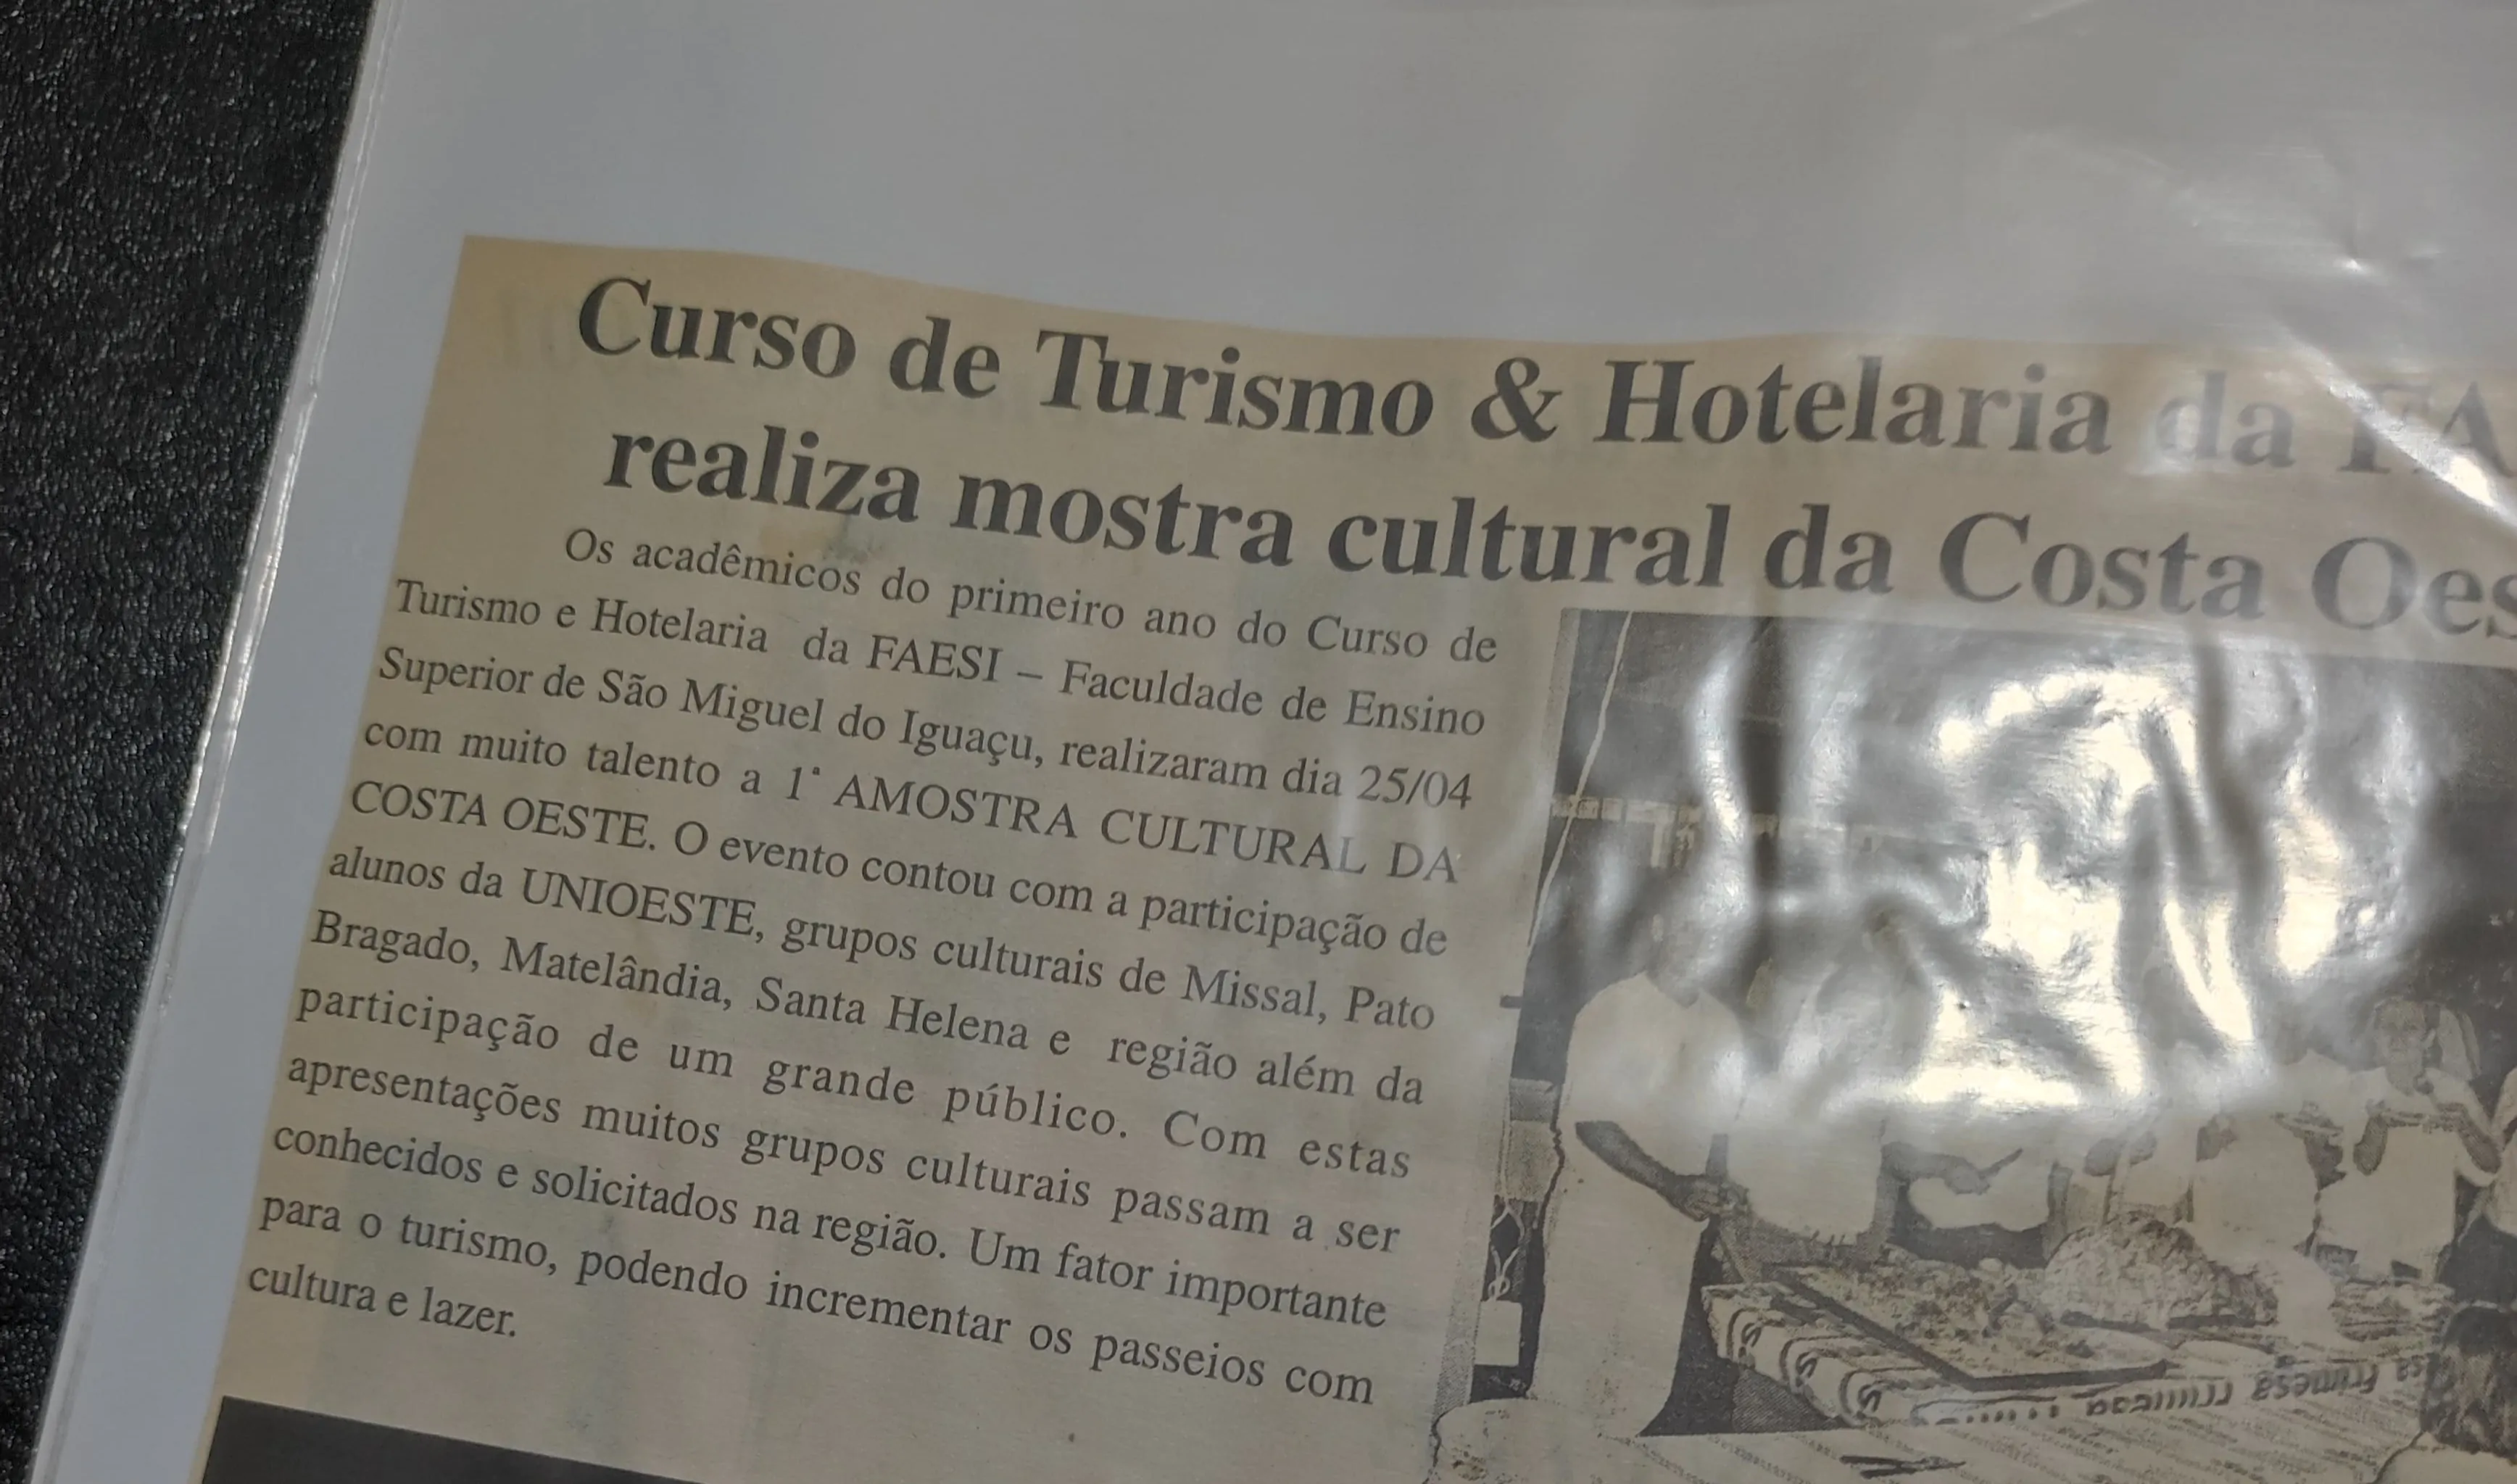 Curso de Turismo & Hotelaria da FA
realiza mostra cultural da Costa Oes
Os acadêmicos do primeiro ano do Curso de
Turismo e Hotelaria da FAESI – Faculdade de Ensino
Superior de São Miguel do Iguaçu, realizaram dia 25/04
com muito talento a 1ª AMOSTRA CULTURAL DA
COSTA OESTE. O evento contou com a participação de
alunos da UNIOESTE, grupos culturais de Missal, Pato
Bragado, Matelândia, Santa Helena e região além da
participação de um grande público. Com estas
apresentações muitos grupos culturais passam a ser
conhecidos e solicitados na região. Um fator importante
para o turismo, podendo incrementar os passeios com
cultura e lazer.